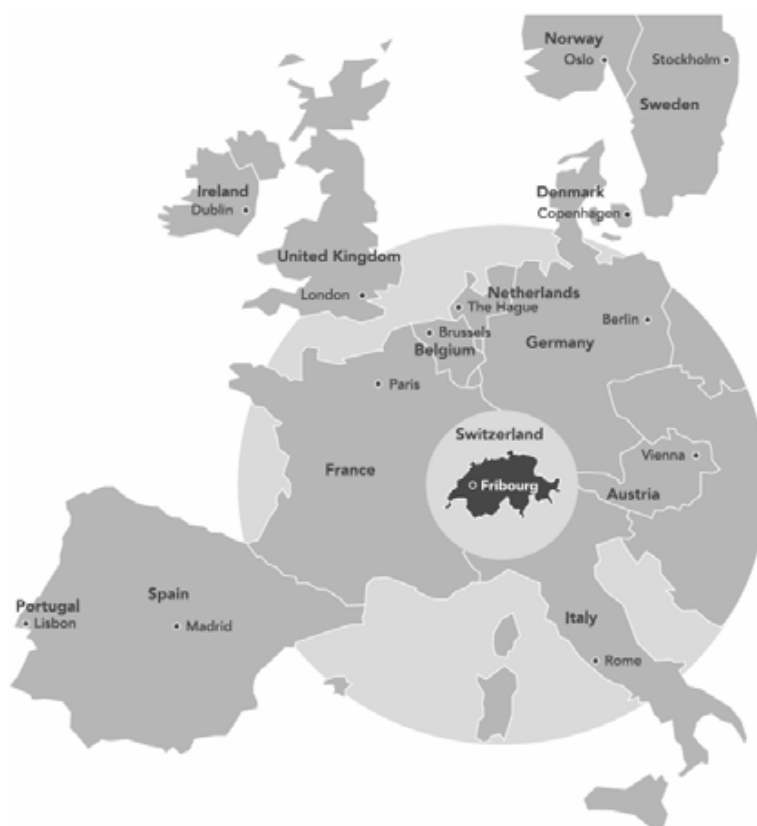 Norway
Oslo
Stockholm
Sweden
Ireland
Dublin
Denmark
Copenhagen
United Kingdom
London
Netherlands
The Hague
Brussels
Belgium
Berlin
Germany
Paris
Switzerland
France
Fribourg
Vienna
Austria
Portugal
Lisbon
Spain
Madrid
Italy
Rome